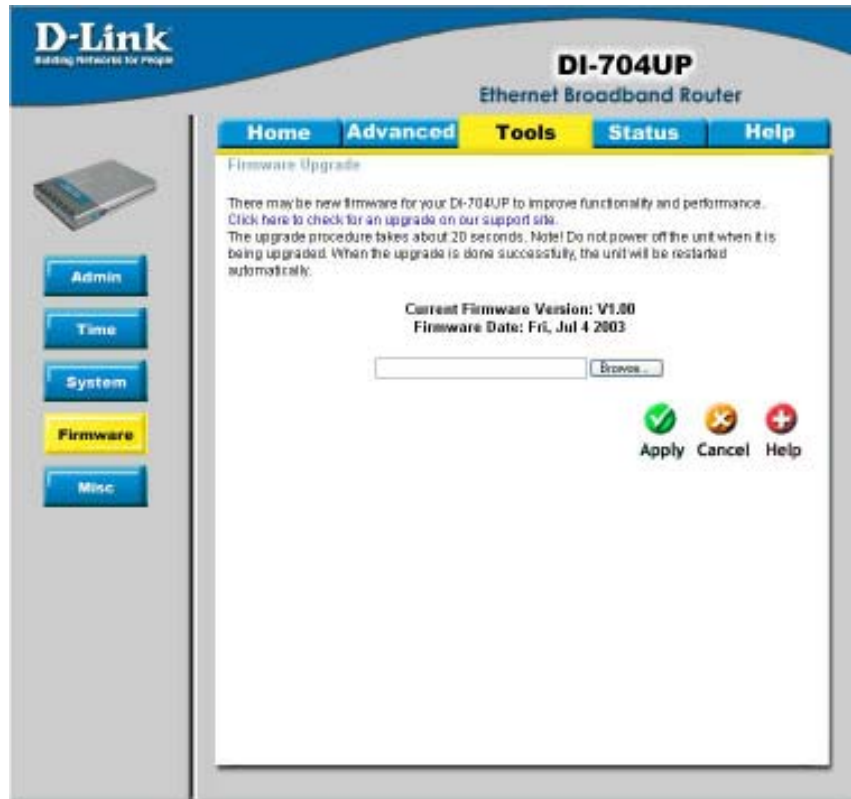 D-Link
Building Networks for People
DI-704UP
Ethernet Broadband Router
Home
Advanced
Tools
Status
Help
Admin
Time
System
Firmware
Misc
Firmware Upgrade
There may be new firmware for your DI-704UP to improve functionality and performance.
Click here to check for an upgrade on our support site.
The upgrade procedure takes about 20 seconds. Note! Do not power off the unit when it is
being upgraded. When the upgrade is done successfully, the unit will be restarted
automatically.
Current Firmware Version: V1.00
Firmware Date: Fri, Jul 4 2003
Browse...
Apply
Cancel
Help